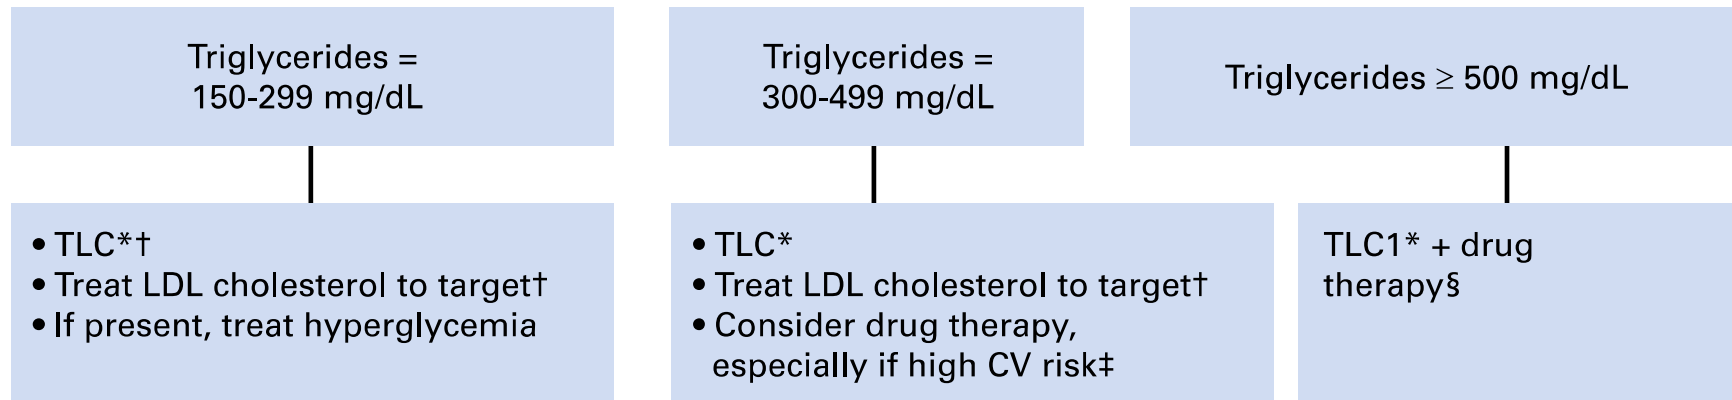 Triglycerides =
150-299 mg/dL
Triglycerides =
300-499 mg/dL
Triglycerides ≥ 500 mg/dL
• TLC*†
• Treat LDL cholesterol to target†
• If present, treat hyperglycemia
• TLC*
• Treat LDL cholesterol to target†
• Consider drug therapy,
especially if high CV risk‡
TLC1* + drug
therapy§